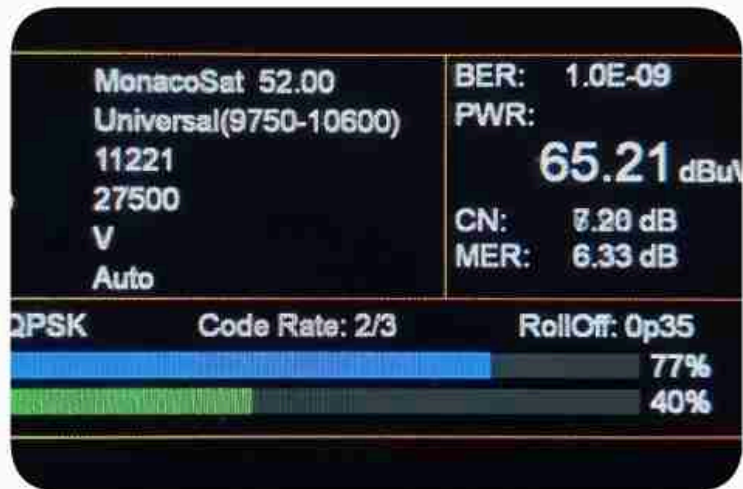 MonacoSat 52.00
Universal(9750-10600)
11221
27500
V
Auto
BER: 1.0E-09
PWR:
65.21 dBuV
CN: dB
MER: 6.33 dB
QPSK Code Rate: 2/3 RollOff: 0p35
77%
40%